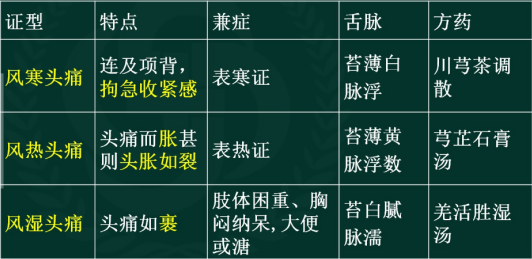 证型 特点 兼症 舌脉 方药
风寒头痛 连及项背，拘急收紧感 表寒证 苔薄白脉浮 川芎茶调散
风热头痛 头痛而胀甚则头胀如裂 表热证 苔薄黄脉浮数 芎芷石膏汤
风湿头痛 头痛如裹 肢体困重、胸闷纳呆,大便或溏 苔白腻脉濡 羌活胜湿汤